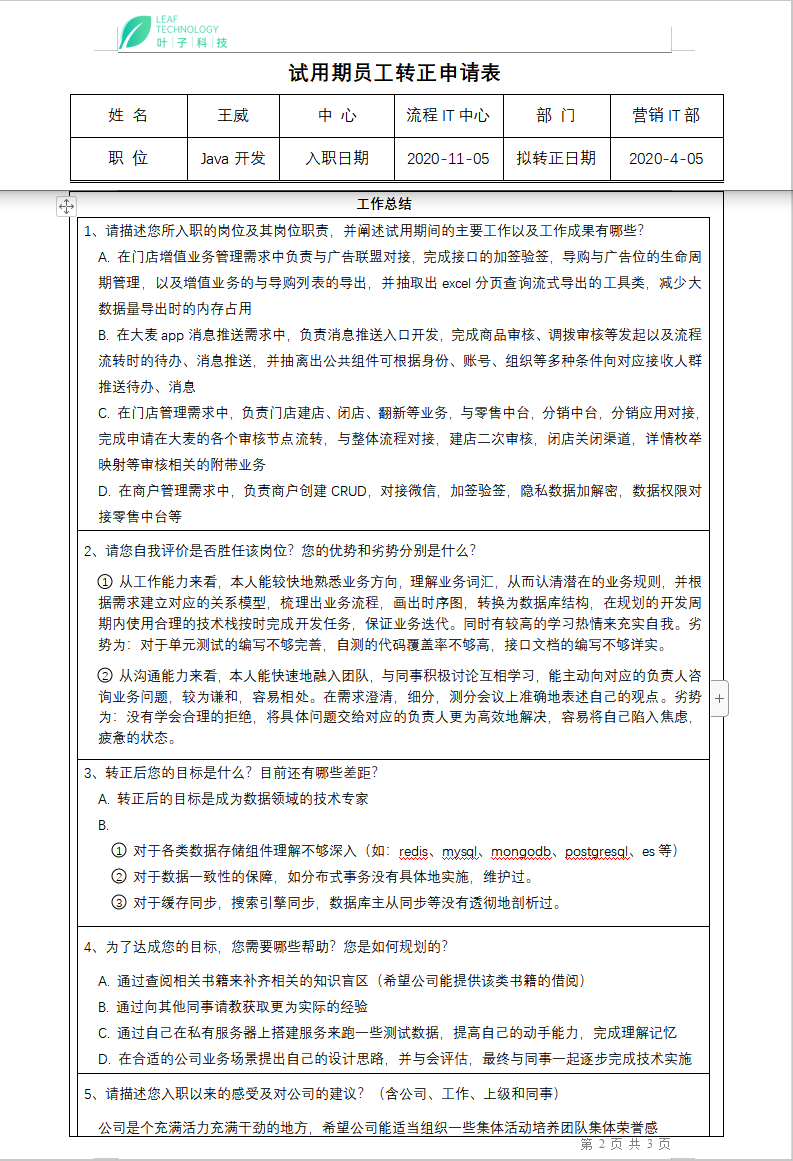 LEAF
TECHNOLOGY
叶子科技
试用期员工转正申请表
姓 名 王威 中 心 流程 IT 中心 部 门 营销 IT 部
职 位 Java 开发 入职日期 2020-11-05 拟转正日期 2020-4-05
工作总结
1、请描述您所入职的岗位及其岗位职责，并阐述试用期间的主要工作以及工作成果有哪些?
A. 在门店增值业务管理需求中负责与广告联盟对接，完成接口的加签验签，导购与广告位的生命周
期管理，以及增值业务的与导购列表的导出，并抽取出 excel 分页查询流式导出的工具类，减少大
数据量导出时的内存占用
B. 在大麦 app 消息推送需求中，负责消息推送入口开发，完成商品审核、调拨审核等发起以及流程
流转时的待办、消息推送，并抽离出公共组件可根据身份、账号、组织等多种条件向对应接收人群
推送待办、消息
C. 在门店管理需求中，负责门店建店、闭店、翻新等业务，与零售中台，分销中台，分销应用对接，
完成申请在大麦的各个审核节点流转，与整体流程对接，建店二次审核，闭店关闭渠道，详情枚举
映射等审核相关的附带业务
D. 在商户管理需求中，负责商户创建 CRUD，对接微信，加签验签，隐私数据加解密，数据权限对
接零售中台等
2、请您自我评价是否胜任该岗位？您的优势和劣势分别是什么?
① 从工作能力来看，本人能较快地熟悉业务方向，理解业务词汇，从而认清潜在的业务规则，并根
据需求建立对应的关系模型，梳理出业务流程，画出时序图，转换为数据库结构，在规划的开发周
期内使用合理的技术栈按时完成开发任务，保证业务迭代。同时有较高的学习热情来充实自我。劣
势为：对于单元测试的编写不够完善，自测的代码覆盖率不够高，接口文档的编写不够详实。
② 从沟通能力来看，本人能快速地融入团队，与同事积极讨论互相学习，能主动向对应的负责人咨
询业务问题，较为谦和，容易相处。在需求澄清，细分，测分会议上准确地表述自己的观点。劣势
为：没有学会合理的拒绝，将具体问题交给对应的负责人更为高效地解决，容易将自己陷入焦虑，
疲惫的状态。
3、转正后您的目标是什么？目前还有哪些差距?
A. 转正后的目标是成为数据领域的技术专家
B.
① 对于各类数据存储组件理解不够深入（如：redis、mysql、mongodb、postgresql、es 等）
② 对于数据一致性的保障，如分布式事务没有具体地实施，维护过。
③ 对于缓存同步，搜索引擎同步，数据库主从同步等没有透彻地剖析过。
4、为了达成您的目标，您需要哪些帮助？您是如何规划的?
A. 通过查阅相关书籍来补齐相关的知识盲区（希望公司能提供该类书籍的借阅）
B. 通过向其他同事请教获取更为实际的经验
C. 通过自己在私有服务器上搭建服务来跑一些测试数据，提高自己的动手能力，完成理解记忆
D. 在合适的公司业务场景提出自己的设计思路，并与会评估，最终与同事一起逐步完成技术实施
5、请描述您入职以来的感受及对公司的建议？（含公司、工作、上级和同事）
公司是个充满活力充满干劲的地方，希望公司能适当组织一些集体活动培养团队集体荣誉感
第 2 页 共 3 页